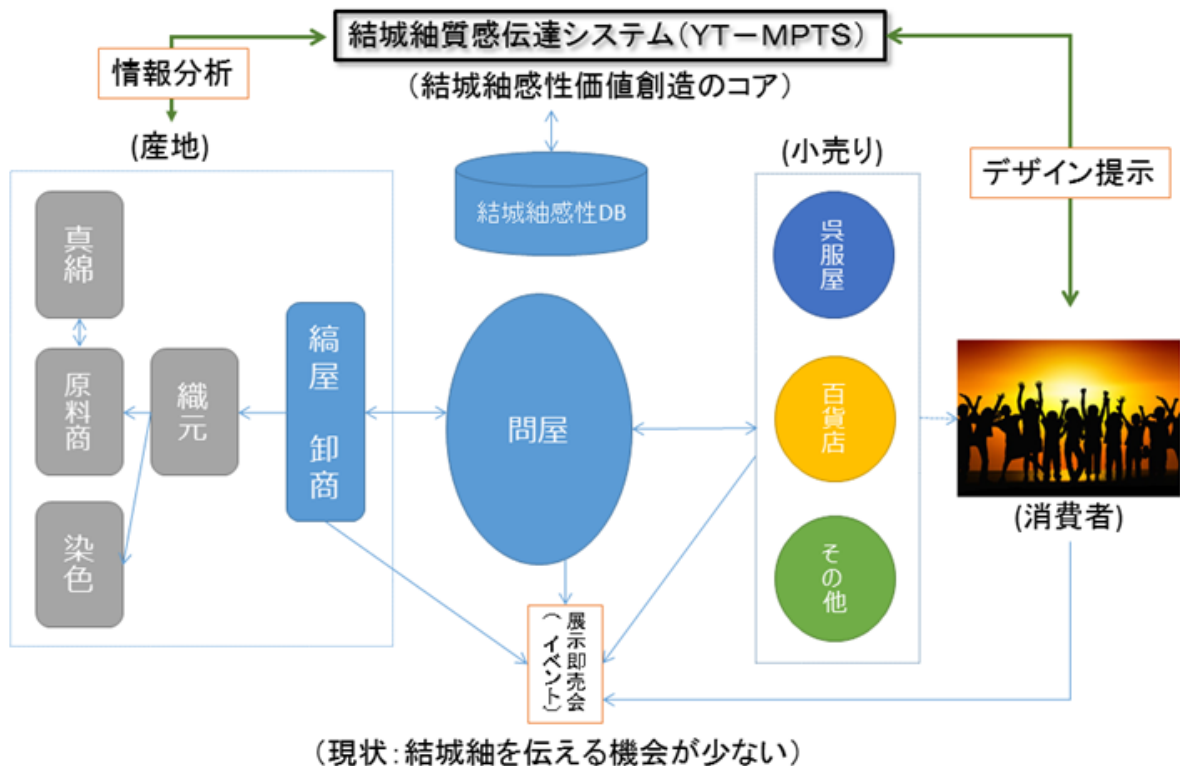 結城紬質感伝達システム(YT－MPTS)
(結城紬感性価値創造のコア)
情報分析
(産地)
(小売り)
デザイン提示
結城紬感性DB
真綿
原料商
染色
織元
縞屋 卸商
問屋
呉服屋
百貨店
その他
(消費者)
展示即売会
(イベント)
(現状:結城紬を伝える機会が少ない)